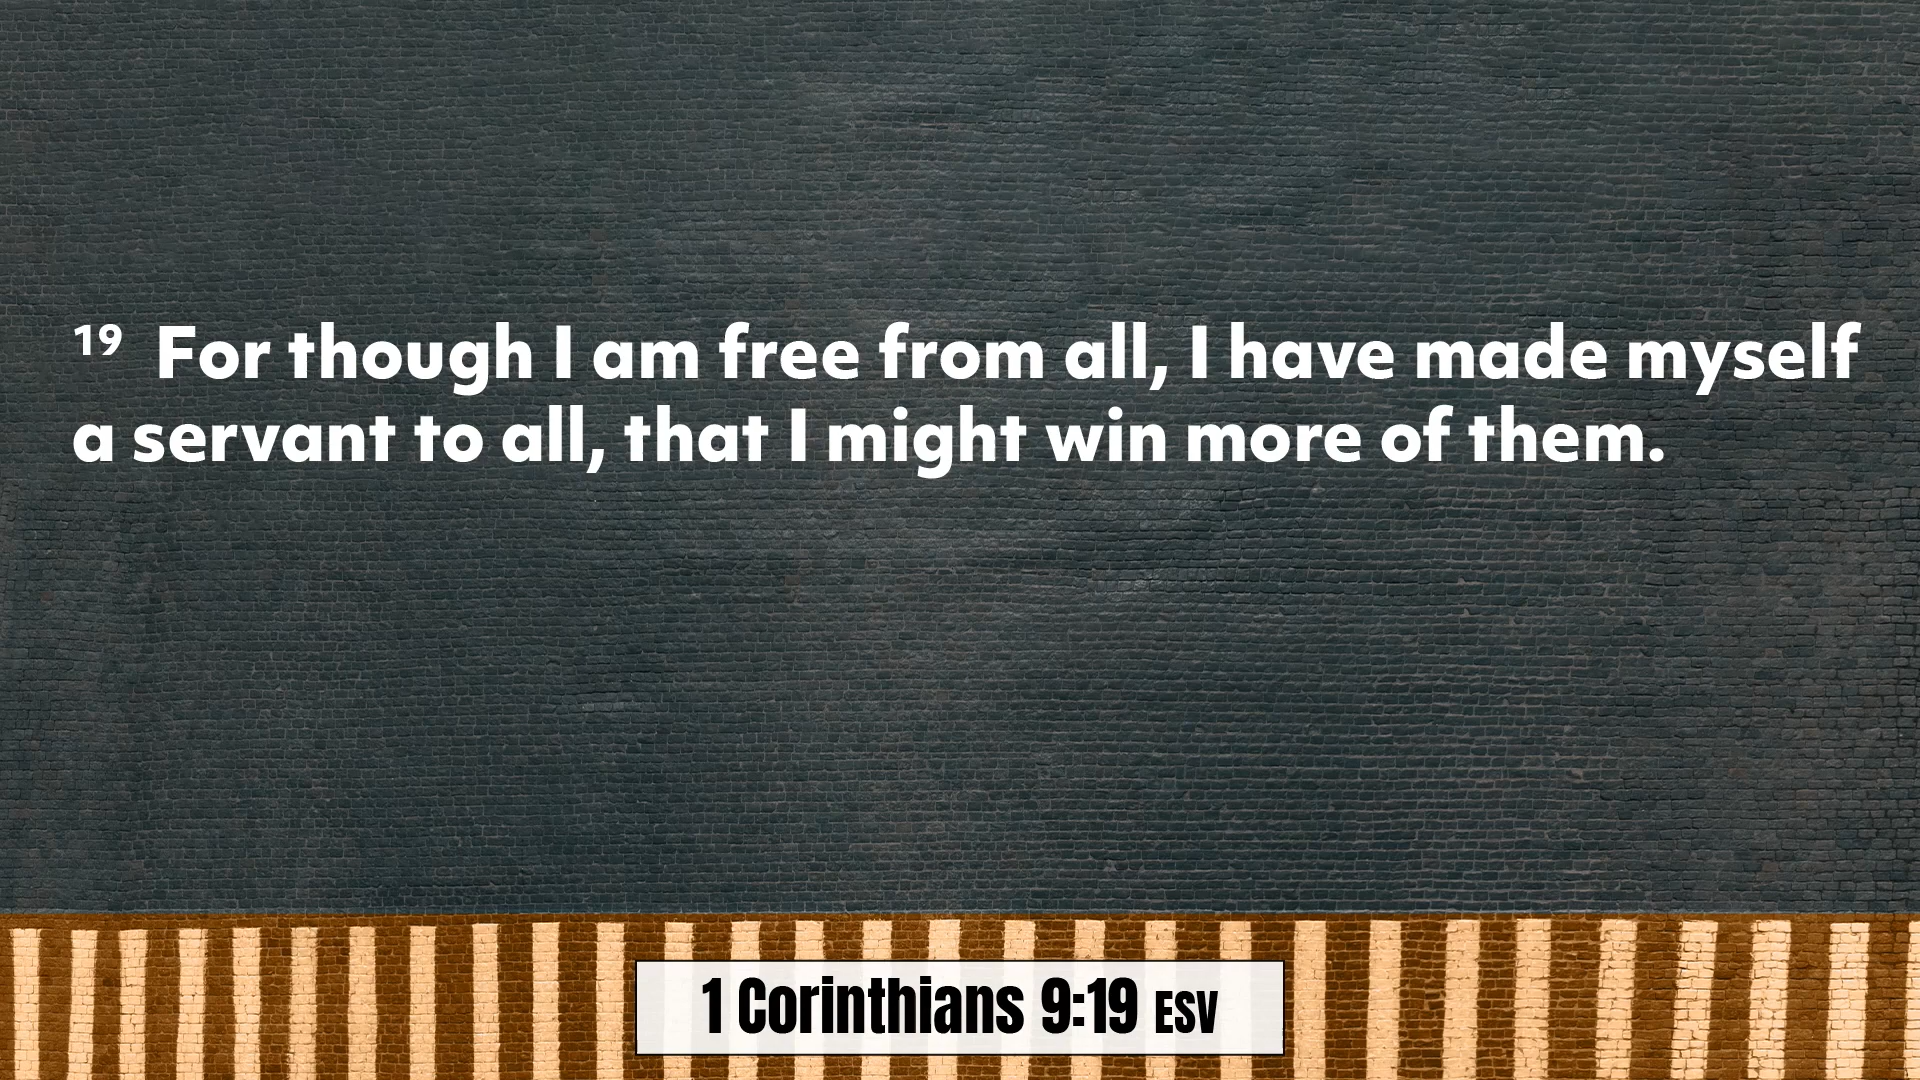 19 For though I am free from all, I have made myself
a servant to all, that I might win more of them.
1 Corinthians 9:19 ESV